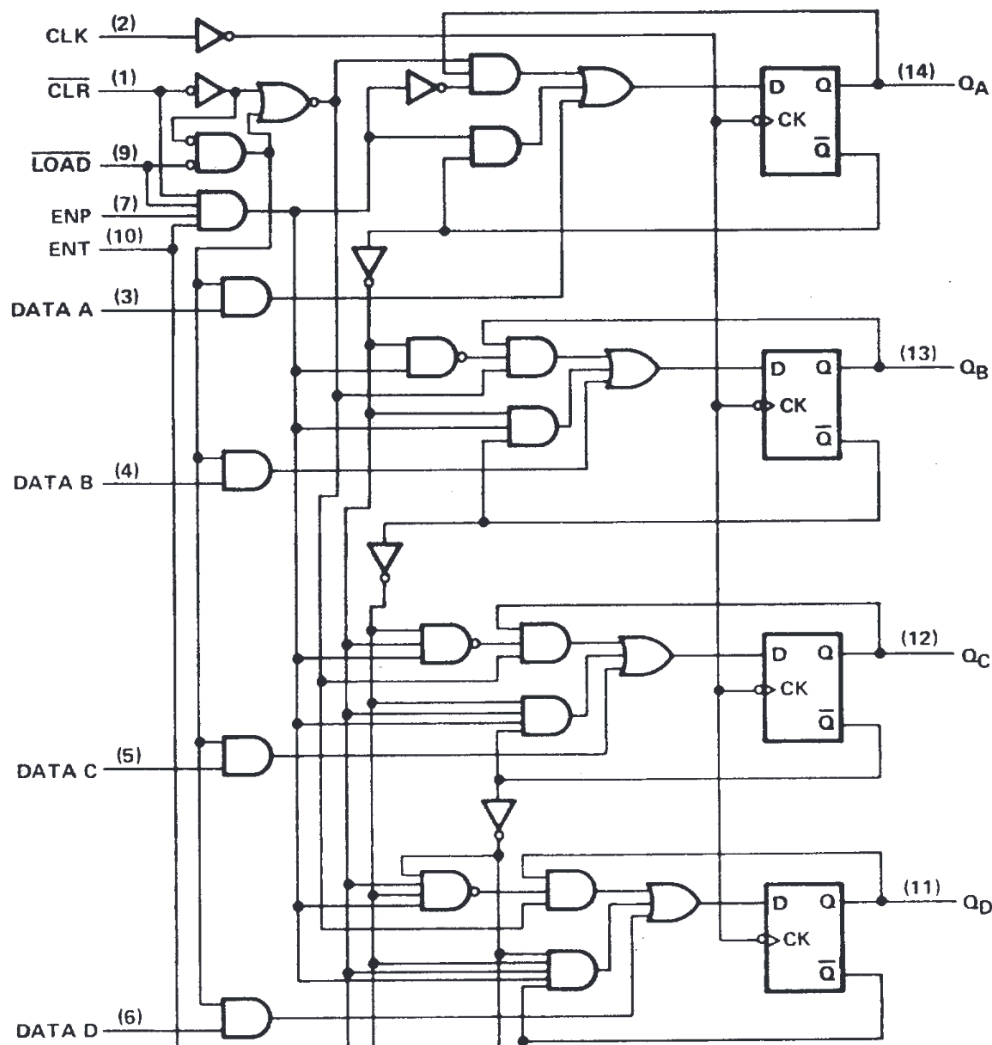 CLK (2)
CLR (1)
LOAD (9)
ENP (7)
ENT (10)
D Q (14) QA
CK
Q
DATA A (3)
D Q (13) QB
CK
Q
DATA B (4)
D Q (12) QC
CK
Q
DATA C (5)
D Q (11) QD
CK
Q
DATA D (6)